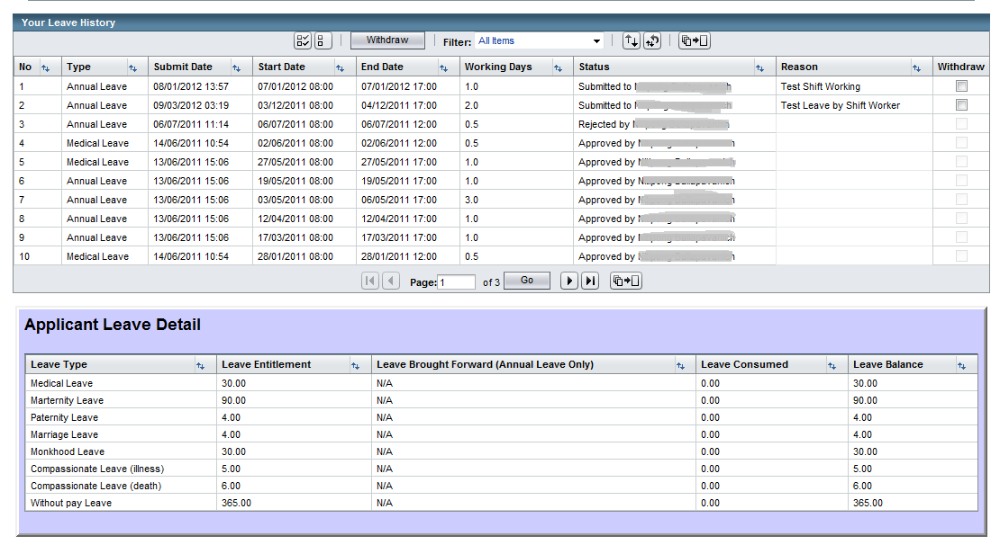 Your Leave History
Withdraw Filter: All Items
No Type Submit Date Start Date End Date Working Days Status Reason Withdraw
1 Annual Leave 08/01/2012 13:57 07/01/2012 08:00 07/01/2012 17:00 1.0 Submitted to Test Shift Working
2 Annual Leave 09/03/2012 03:19 03/12/2011 08:00 04/12/2011 17:00 2.0 Submitted to Test Leave by Shift Worker
3 Annual Leave 06/07/2011 11:14 06/07/2011 08:00 06/07/2011 12:00 0.5 Rejected by
4 Medical Leave 14/06/2011 10:54 02/06/2011 08:00 02/06/2011 12:00 0.5 Approved by
5 Medical Leave 13/06/2011 15:06 27/05/2011 08:00 27/05/2011 17:00 1.0 Approved by
6 Annual Leave 13/06/2011 15:06 19/05/2011 08:00 19/05/2011 17:00 1.0 Approved by
7 Annual Leave 13/06/2011 15:06 03/05/2011 08:00 06/05/2011 17:00 3.0 Approved by
8 Annual Leave 13/06/2011 15:06 12/04/2011 08:00 12/04/2011 17:00 1.0 Approved by
9 Annual Leave 13/06/2011 15:06 17/03/2011 08:00 17/03/2011 17:00 1.0 Approved by
10 Medical Leave 14/06/2011 10:54 28/01/2011 08:00 28/01/2011 12:00 0.5 Approved by
Page: 1 of 3 Go
Applicant Leave Detail
Leave Type Leave Entitlement Leave Brought Forward (Annual Leave Only) Leave Consumed Leave Balance
Medical Leave 30.00 N/A 0.00 30.00
Marternity Leave 90.00 N/A 0.00 90.00
Paternity Leave 4.00 N/A 0.00 4.00
Marriage Leave 4.00 N/A 0.00 4.00
Monkhood Leave 30.00 N/A 0.00 30.00
Compassionate Leave (illness) 5.00 N/A 0.00 5.00
Compassionate Leave (death) 6.00 N/A 0.00 6.00
Without pay Leave 365.00 N/A 0.00 365.00